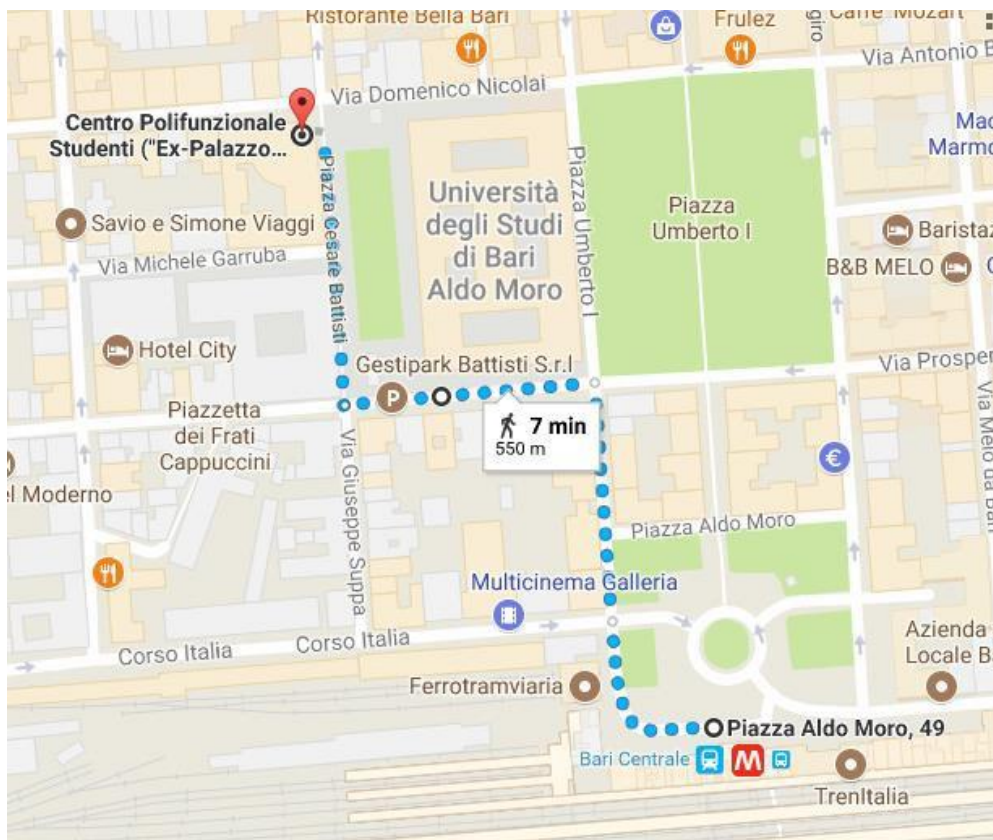 Ristorante Bella Bari
Frulez
Caffè Mozart
Via Antonio B
Via Domenico Nicolai
Centro Polifunzionale
Studenti ("Ex-Palazzo...
Piazza Cesare Battisti
Università
degli Studi
di Bari
Aldo Moro
Piazza Umberto I
Piazza
Umberto I
Mac
Marmo
Savio e Simone Viaggi
Via Michele Garruba
Baristaz
B&B MELO
Hotel City
Gestipark Battisti S.r.l
P
Via Prosper
7 min
550 m
Piazzetta
dei Frati
Cappuccini
el Moderno
Via Giuseppe Suppa
€
Via Melo da Bari
Piazza Aldo Moro
Multicinema Galleria
Corso Italia
Corso Italia
Azienda
Locale Ba
Ferrotramviaria
Piazza Aldo Moro, 49
Bari Centrale
M
TrenItalia